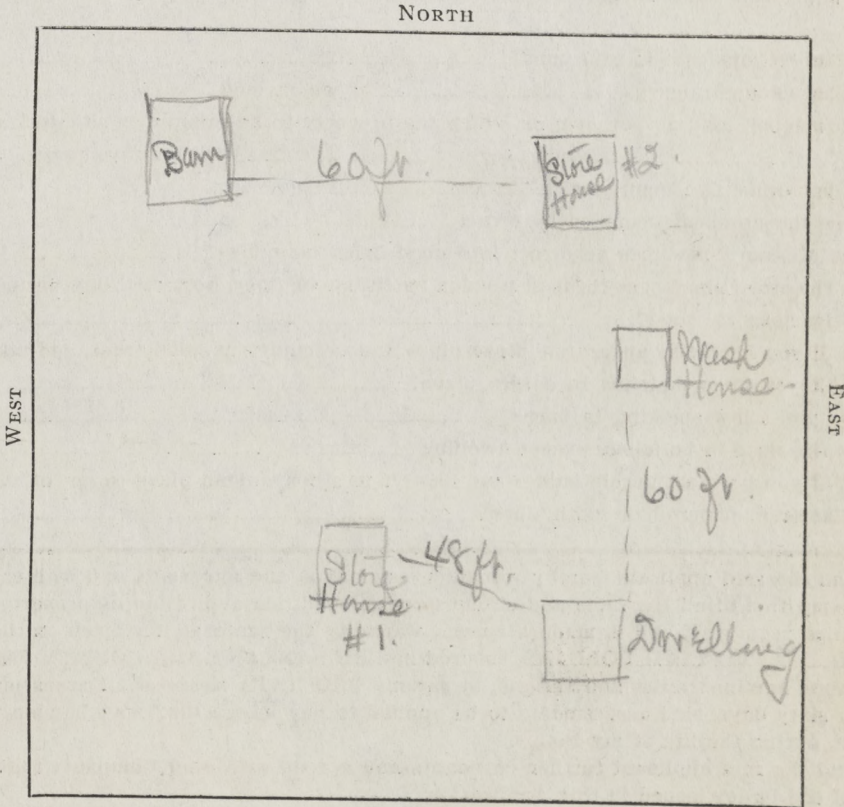 NORTH
Barn
60 ft.
Store
House
#2.
WEST
EAST
Wash
House
60 ft.
Store
House
#1.
48 ft.
Dwelling